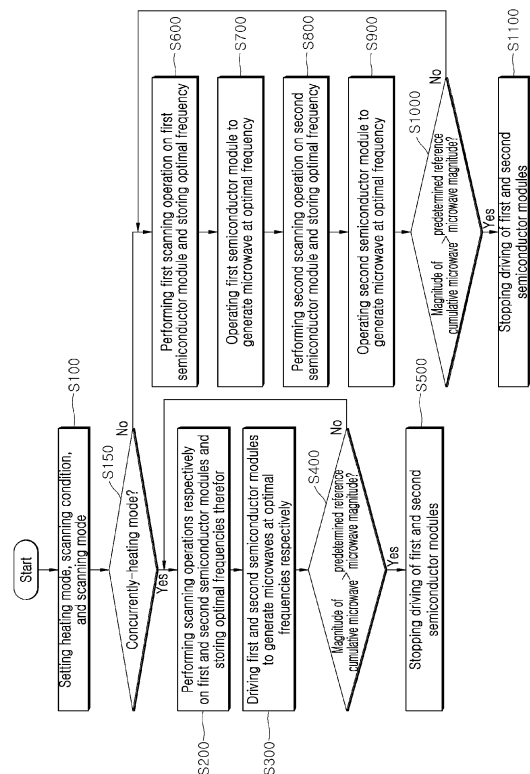 Start
Setting heating mode, scanning condition,
and scanning mode
S100
Concurrently-heating mode?
S150
No
Yes
Performing scanning operations respectively
on first and second semiconductor modules and
storing optimal frequencies therefor
S200
Driving first and second semiconductor modules
to generate microwaves at optimal
frequencies respectively
S300
Magnitude of
cumulative microwave > predetermined reference
microwave magnitude?
S400
No
Yes
Stopping driving of first and second
semiconductor modules
S500
Performing first scanning operation on first
semiconductor module and storing optimal frequency
S600
Operating first semiconductor module to
generate microwave at optimal frequency
S700
Performing second scanning operation on second
semiconductor module and storing optimal frequency
S800
Operating second semiconductor module to
generate microwave at optimal frequency
S900
Magnitude of
cumulative microwave > predetermined reference
microwave magnitude?
S1000
No
Yes
Stopping driving of first and second
semiconductor modules
S1100